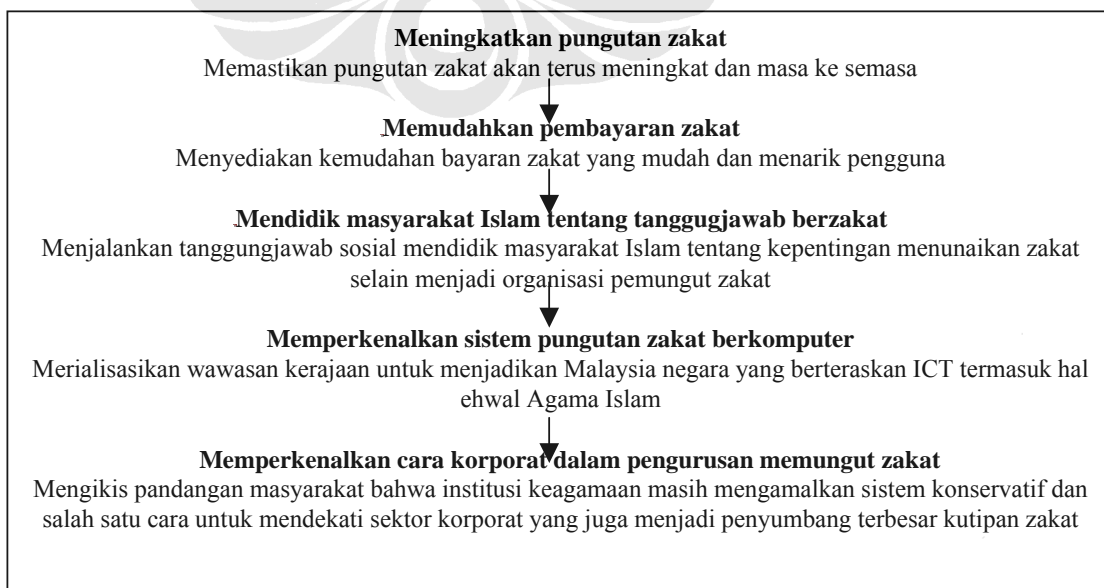 Meningkatkan pungutan zakat
Memastikan pungutan zakat akan terus meningkat dan masa ke semasa
Memudahkan pembayaran zakat
Menyediakan kemudahan bayaran zakat yang mudah dan menarik pengguna
Mendidik masyarakat Islam tentang tanggugjawab berzakat
Menjalankan tanggungjawab sosial mendidik masyarakat Islam tentang kepentingan menunaikan zakat
selain menjadi organisasi pemungut zakat
Memperkenalkan sistem pungutan zakat berkomputer
Merialisasikan wawasan kerajaan untuk menjadikan Malaysia negara yang berteraskan ICT termasuk hal
ehwal Agama Islam
Memperkenalkan cara korporat dalam pengurusan memungut zakat
Mengikis pandangan masyarakat bahwa institusi keagamaan masih mengamalkan sistem konservatif dan
salah satu cara untuk mendekati sektor korporat yang juga menjadi penyumbang terbesar kutipan zakat